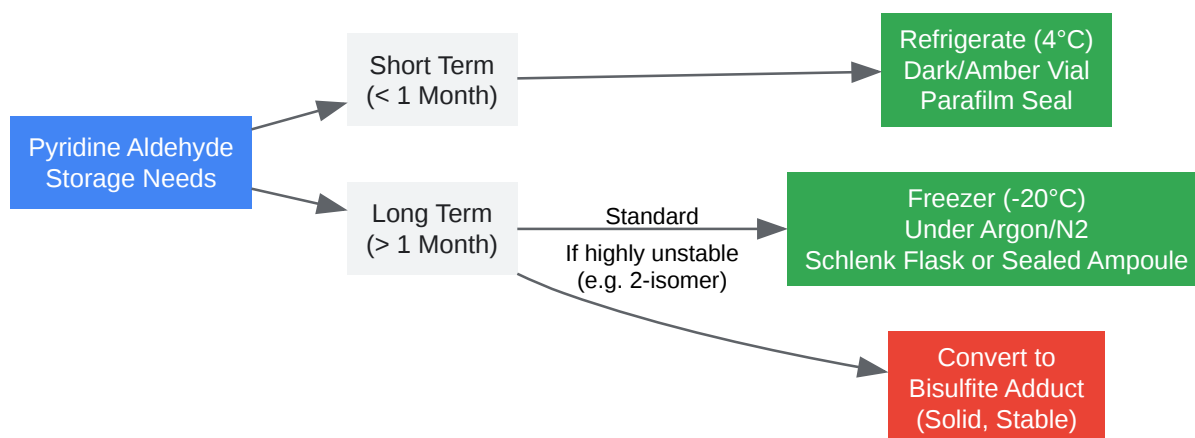 Pyridine Aldehyde
Storage Needs
Short Term
(< 1 Month)
Refrigerate (4°C)
Dark/Amber Vial
Parafilm Seal
Long Term
(> 1 Month)
Standard
Freezer (-20°C)
Under Argon/N2
Schlenk Flask or Sealed Ampoule
If highly unstable
(e.g. 2-isomer)
Convert to
Bisulfite Adduct
(Solid, Stable)